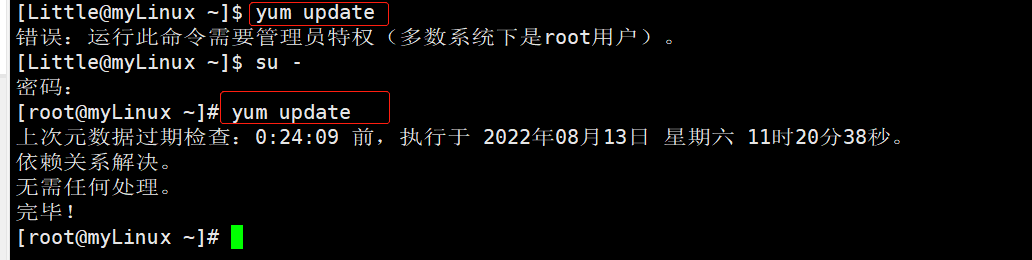 [Little@myLinux ~]$ yum update
错误：运行此命令需要管理员特权（多数系统下是root用户）。
[Little@myLinux ~]$ su -
密码：
[root@myLinux ~]# yum update
上次元数据过期检查：0:24:09 前，执行于 2022年08月13日 星期六 11时20分38秒。
依赖关系解决。
无需任何处理。
完毕！
[root@myLinux ~]#